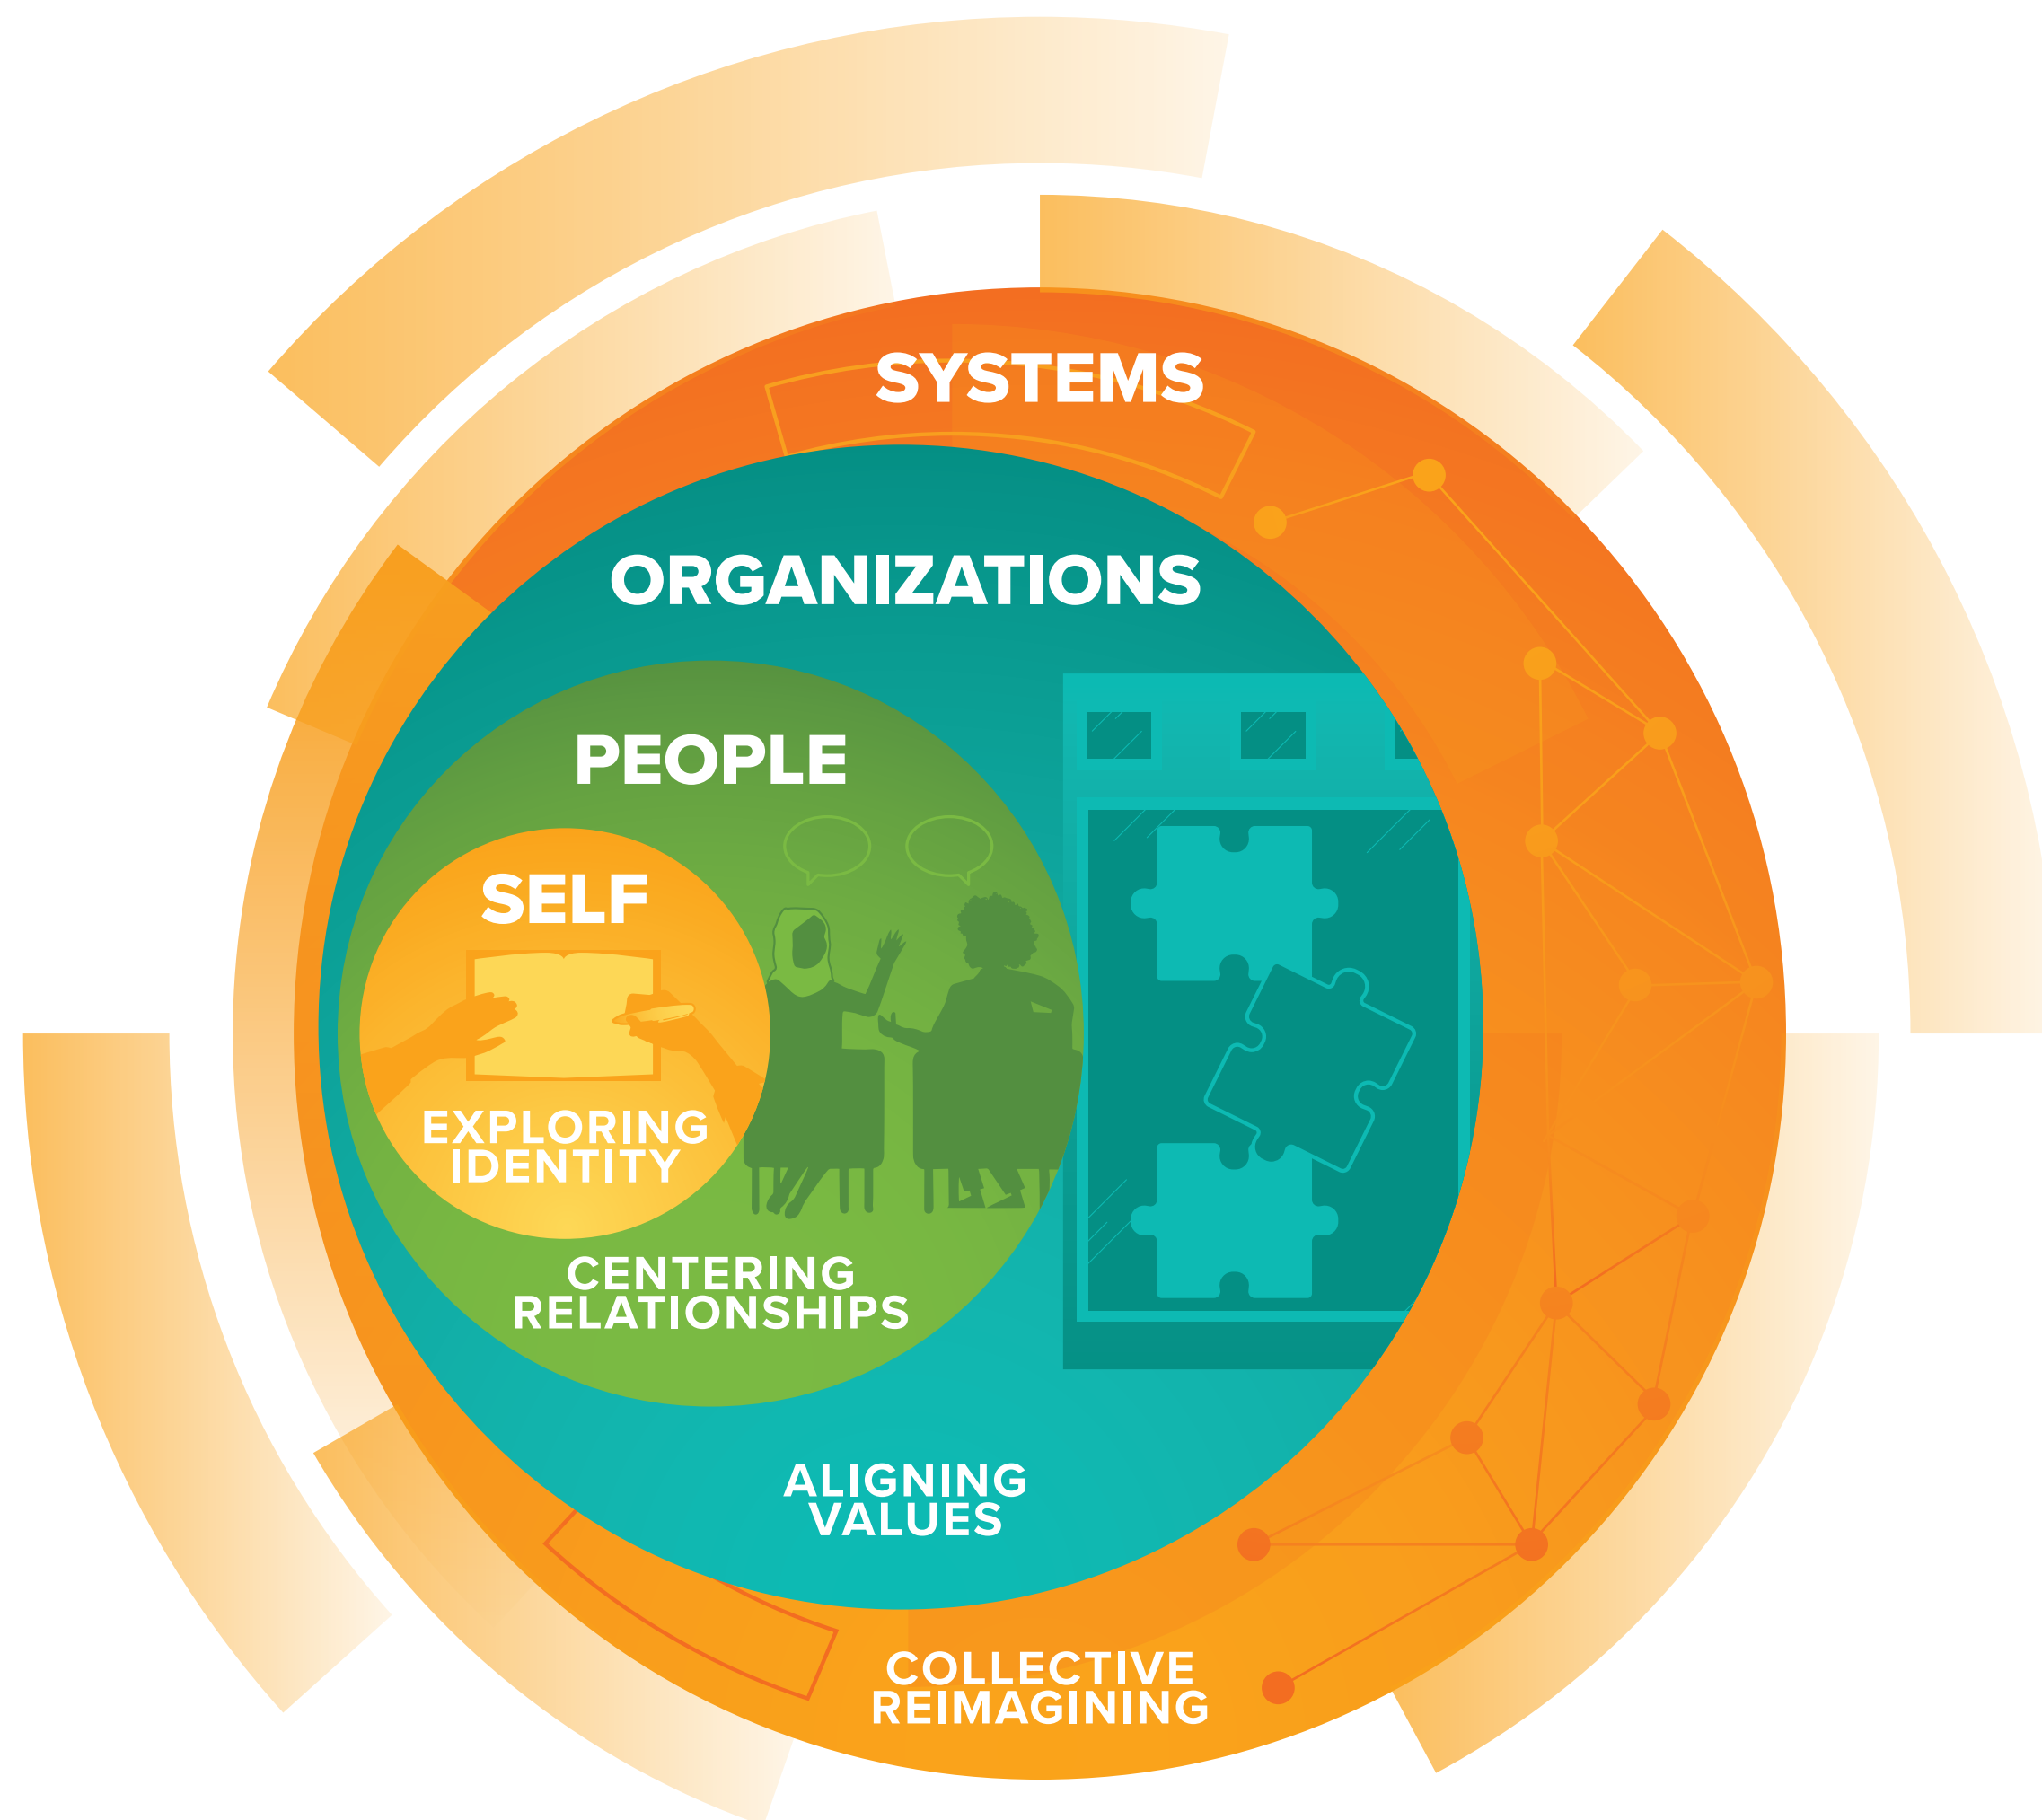 SYSTEMS
ORGANIZATIONS
PEOPLE
SELF
EXPLORING
IDENTITY
CENTERING
RELATIONSHIPS
ALIGNING
VALUES
COLLECTIVE
REIMAGINING